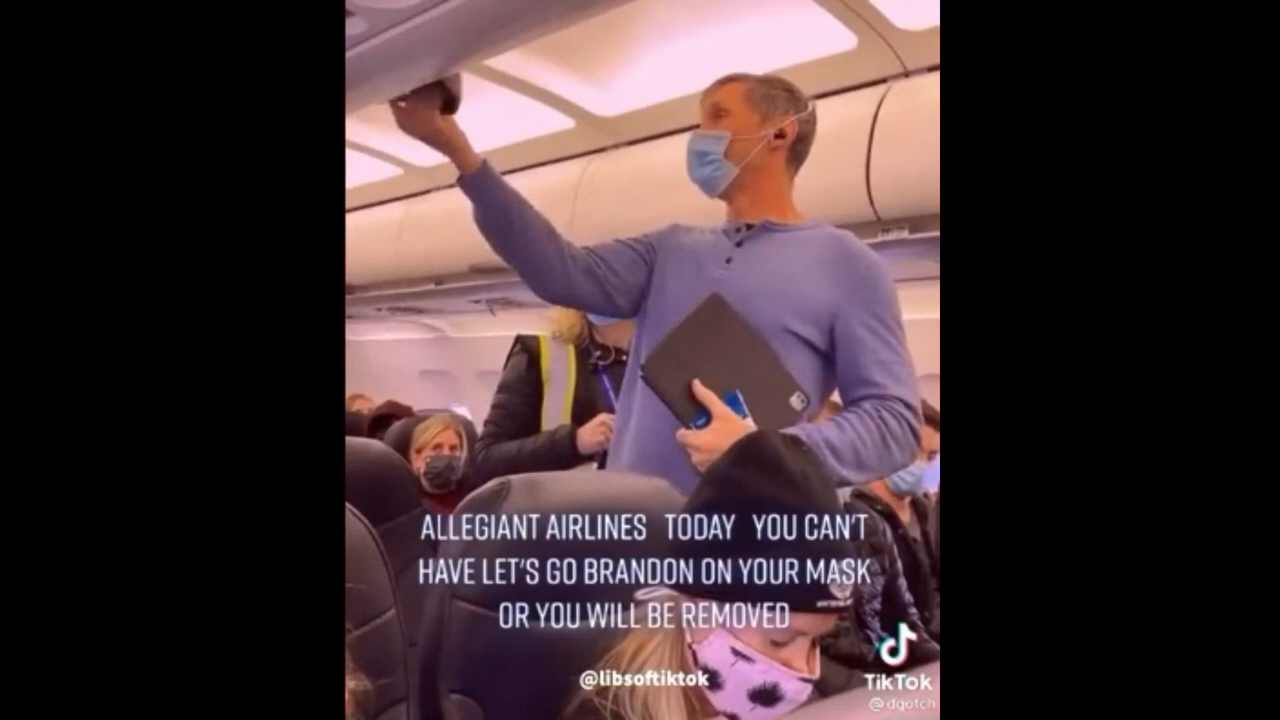 ALLEGIANT AIRLINES TODAY YOU CAN'T
HAVE LET'S GO BRANDON ON YOUR MASK
OR YOU WILL BE REMOVED
@libsoftiktok
TikTok
@dgotch